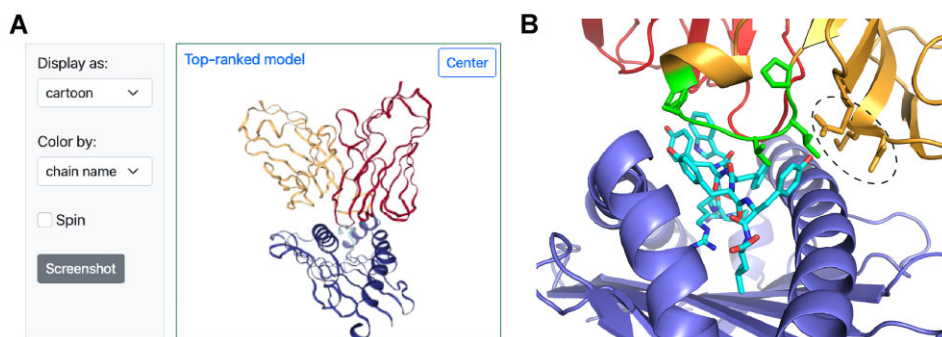 A
Display as:
cartoon
Color by:
chain name
Spin
Screenshot
Top-ranked model
Center
B